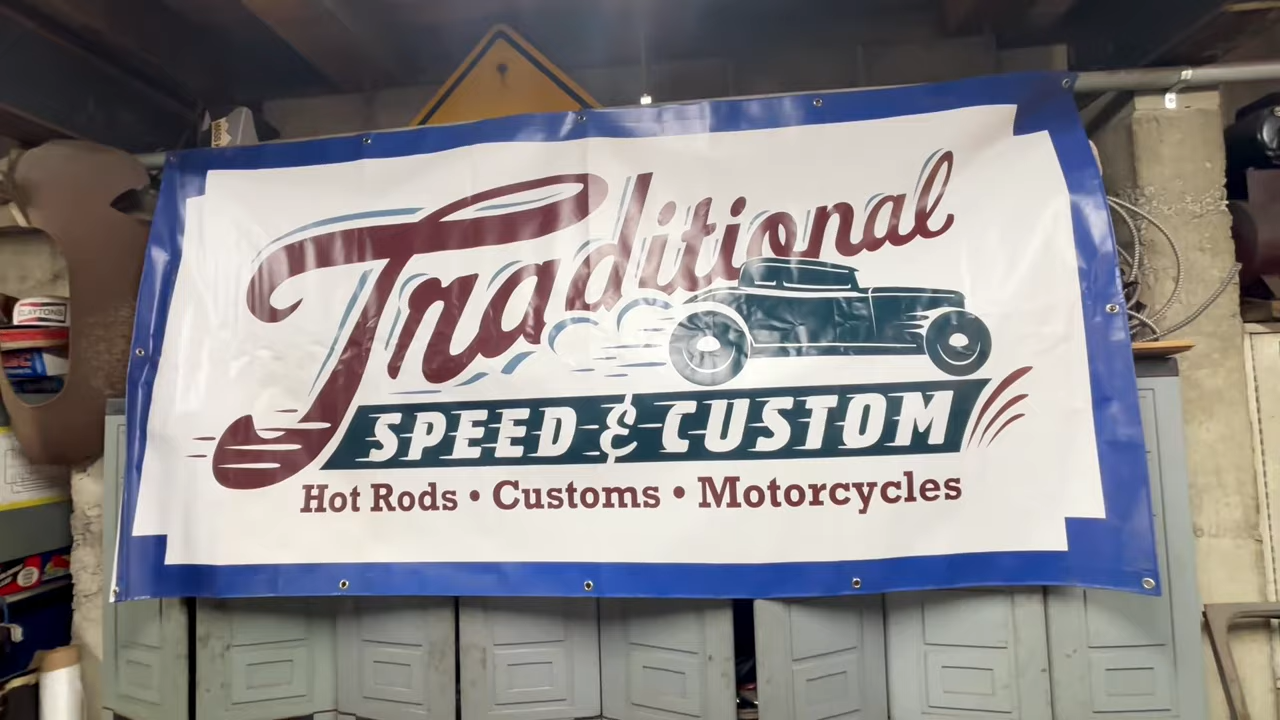 CLAYTONS
Traditional
SPEED & CUSTOM
Hot Rods • Customs • Motorcycles